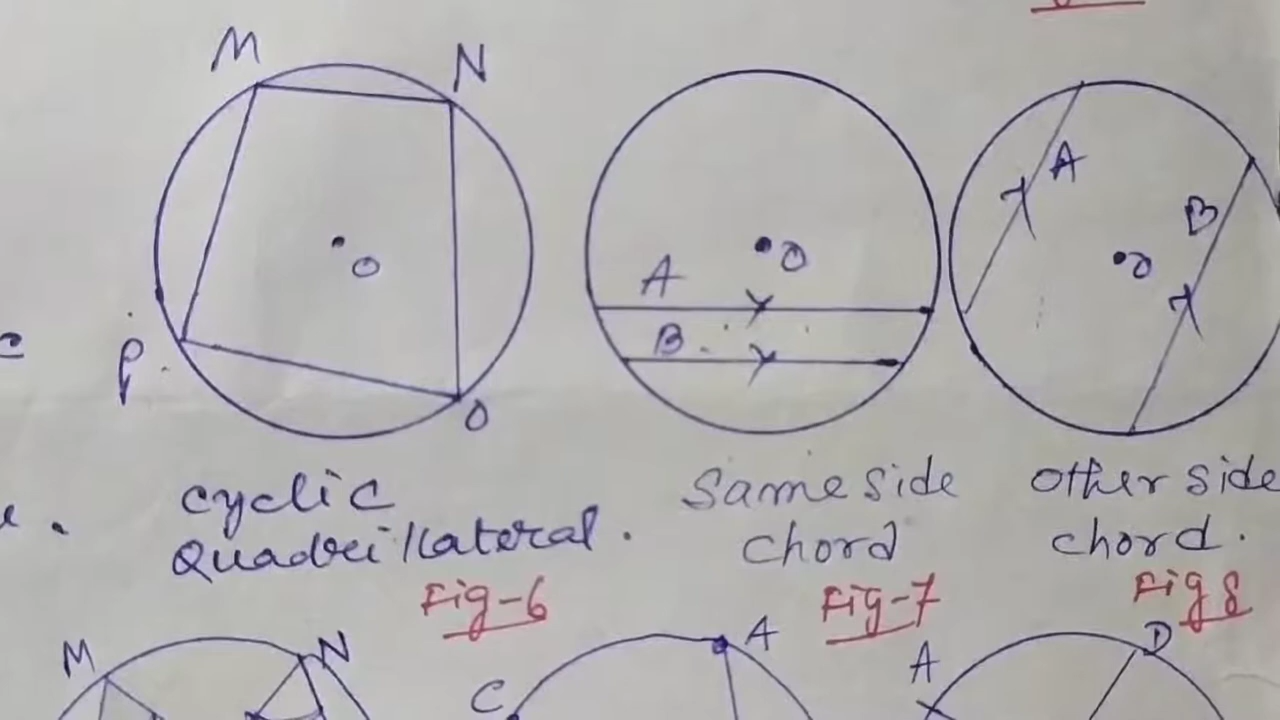 M N
O
P
O
A
B
O
A
B
O
cyclic
Quadrilateral.
Fig-6
Same side
chord
Fig-7
other side
chord.
Fig 8
M N
C A
A D